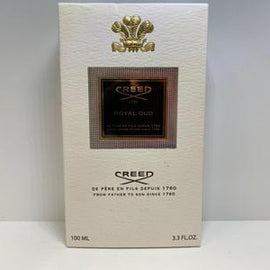 CREED
1760
ROYAL OUD
CREED
DE PÈRE EN FILS DEPUIS 1760
FROM FATHER TO SON SINCE 1760
100 ML
3.3 FL.OZ.